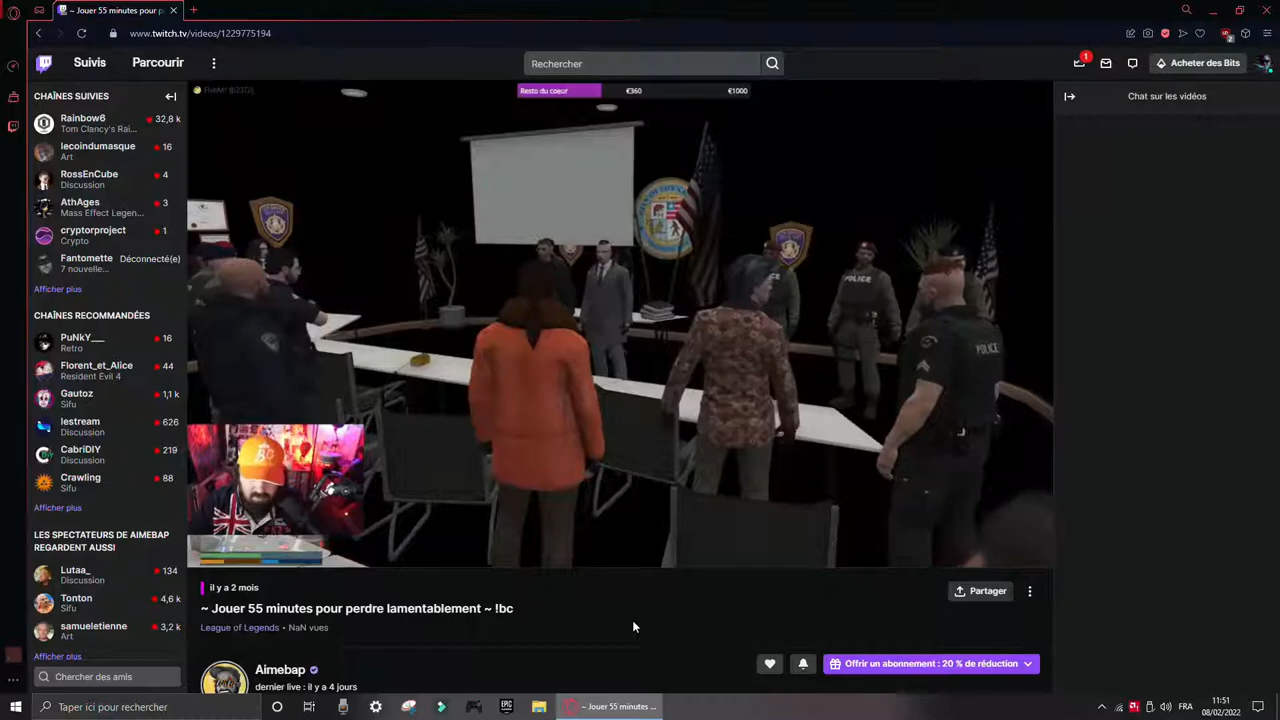 ~ Jouer 55 minutes pour p
www.twitch.tv/videos/1229775194
Suivis
Parcourir
Rechercher
1
Acheter des Bits
CHAÎNES SUIVIES
Rainbow6
32,8 k
Tom Clancy's Rai...
lecoindumasque
16
Art
RossEnCube
4
Discussion
AthAges
3
Mass Effect Legen...
cryptorproject
1
Crypto
Fantomette
Déconnecté(e)
7 nouvelle...
Afficher plus
CHAÎNES RECOMMANDÉES
PuNkY___
16
Retro
Florent_et_Alice
44
Resident Evil 4
Gautoz
1,1 k
Sifu
lestream
626
Discussion
CabriDIY
219
Discussion
Crawling
88
Sifu
Afficher plus
LES SPECTATEURS DE AIMEBAP
REGARDENT AUSSI
Lutaa_
134
Discussion
Tonton
4,6 k
Sifu
samueletienne
3,2 k
Art
Afficher plus
Chercher des amis
Resto du coeur
€360
€1000
POLICE
POLICE
Chat sur les vidéos
il y a 2 mois
~ Jouer 55 minutes pour perdre lamentablement ~ !bc
League of Legends • NaN vues
Partager
Aimebap
dernier live : il y a 4 jours
Offrir un abonnement : 20 % de réduction
Taper ici pour rechercher
~ Jouer 55 minutes ...
FRA
11:51
08/02/2022